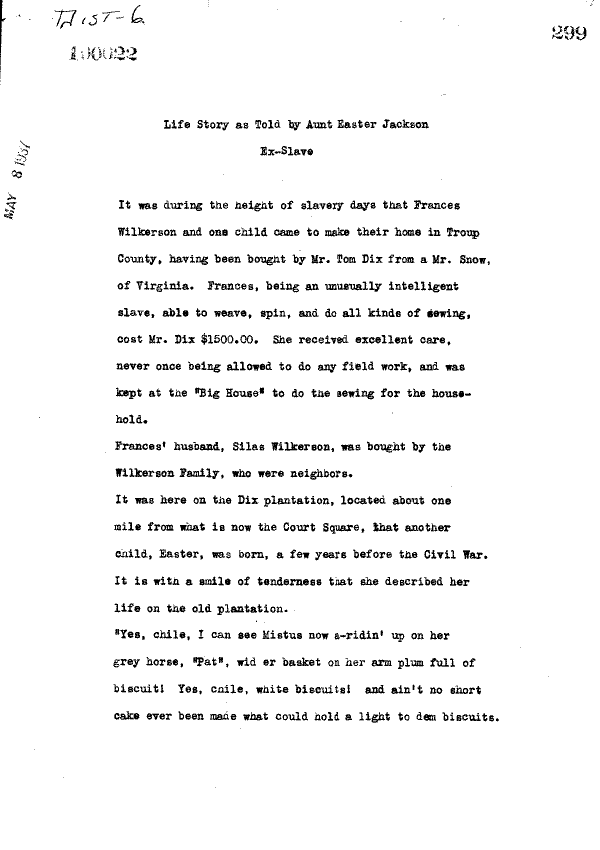 Dist-6
100022
299
MAY 8 1937
Life Story as Told by Aunt Easter Jackson
Ex-Slave
It was during the height of slavery days that Frances
Wilkerson and one child came to make their home in Troup
County, having been bought by Mr. Tom Dix from a Mr. Snow,
of Virginia. Frances, being an unusually intelligent
slave, able to weave, spin, and do all kinds of sewing,
cost Mr. Dix $1500.00. She received excellent care,
never once being allowed to do any field work, and was
kept at the "Big House" to do the sewing for the house-
hold.
Frances' husband, Silas Wilkerson, was bought by the
Wilkerson Family, who were neighbors.
It was here on the Dix plantation, located about one
mile from what is now the Court Square, that another
child, Easter, was born, a few years before the Civil War.
It is with a smile of tenderness that she described her
life on the old plantation.
"Yes, chile, I can see Mistus now a-ridin' up on her
grey horse, "Pat", wid er basket on her arm plum full of
biscuit! Yes, chile, white biscuits! and ain't no short
cake ever been made what could hold a light to dem biscuits.